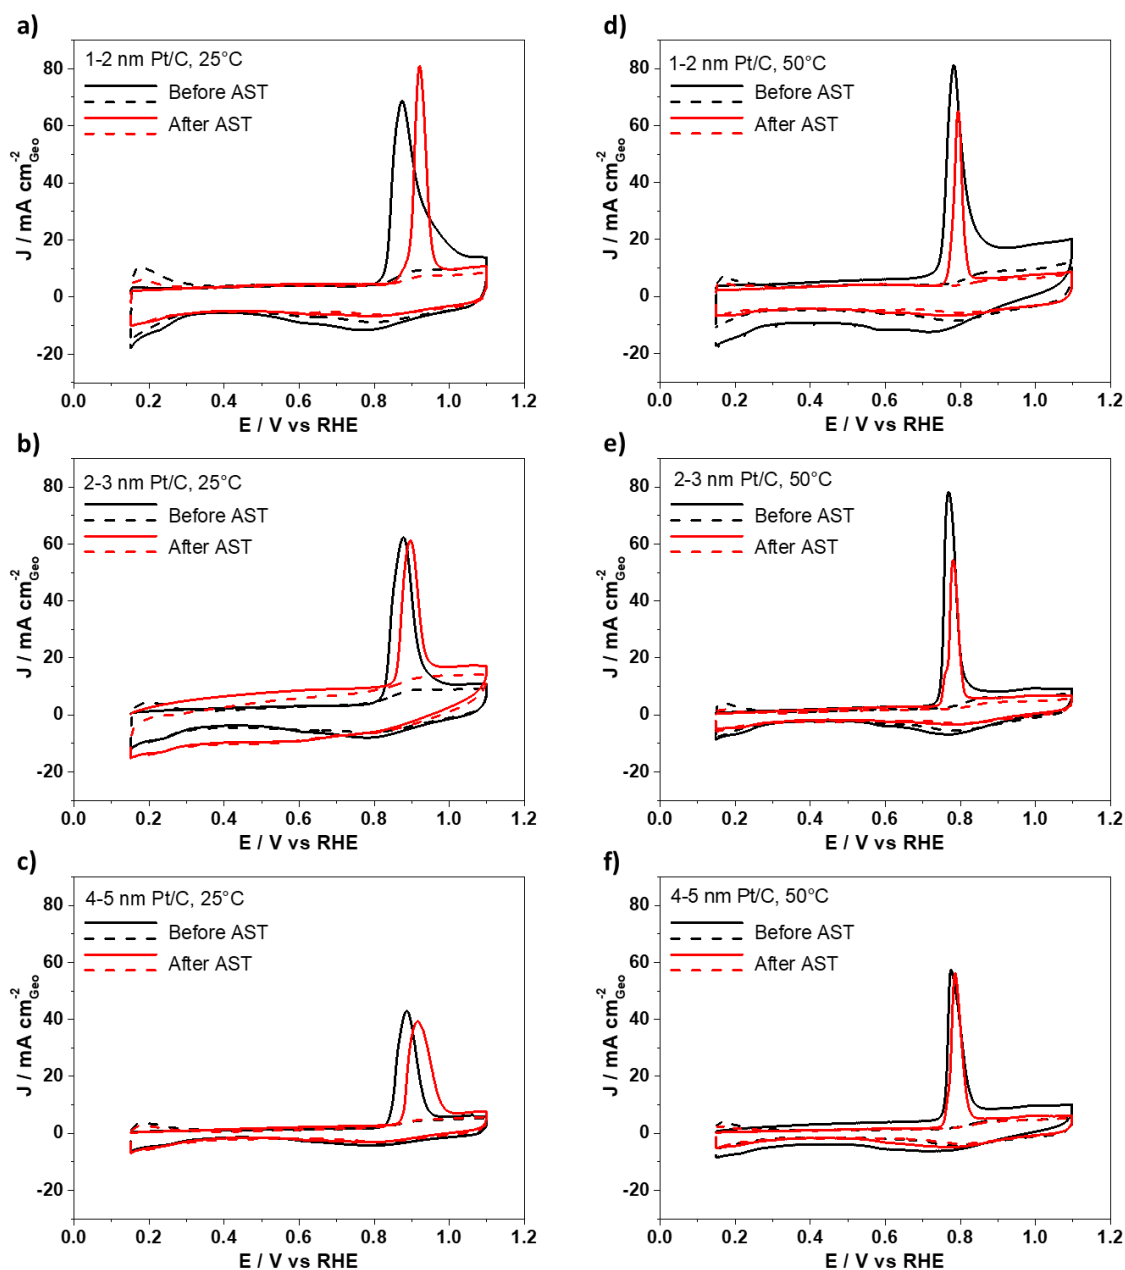 a)
1-2 nm Pt/C, 25°C
Before AST
After AST
80
60
40
20
0
-20
J / mA cm⁻²Geo
0.0 0.2 0.4 0.6 0.8 1.0 1.2
E / V vs RHE
d)
1-2 nm Pt/C, 50°C
Before AST
After AST
80
60
40
20
0
-20
J / mA cm⁻²Geo
0.0 0.2 0.4 0.6 0.8 1.0 1.2
E / V vs RHE
b)
2-3 nm Pt/C, 25°C
Before AST
After AST
80
60
40
20
0
-20
J / mA cm⁻²Geo
0.0 0.2 0.4 0.6 0.8 1.0 1.2
E / V vs RHE
e)
2-3 nm Pt/C, 50°C
Before AST
After AST
80
60
40
20
0
-20
J / mA cm⁻²Geo
0.0 0.2 0.4 0.6 0.8 1.0 1.2
E / V vs RHE
c)
4-5 nm Pt/C, 25°C
Before AST
After AST
80
60
40
20
0
-20
J / mA cm⁻²Geo
0.0 0.2 0.4 0.6 0.8 1.0 1.2
E / V vs RHE
f)
4-5 nm Pt/C, 50°C
Before AST
After AST
80
60
40
20
0
-20
J / mA cm⁻²Geo
0.0 0.2 0.4 0.6 0.8 1.0 1.2
E / V vs RHE